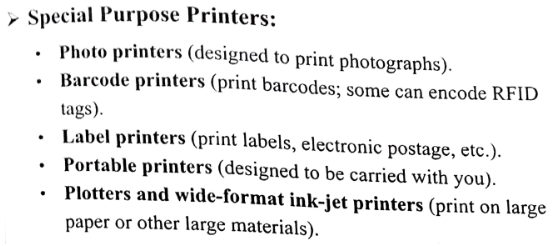 ➢ Special Purpose Printers:
• Photo printers (designed to print photographs).
• Barcode printers (print barcodes; some can encode RFID
tags).
• Label printers (print labels, electronic postage, etc.).
• Portable printers (designed to be carried with you).
• Plotters and wide-format ink-jet printers (print on large
paper or other large materials).